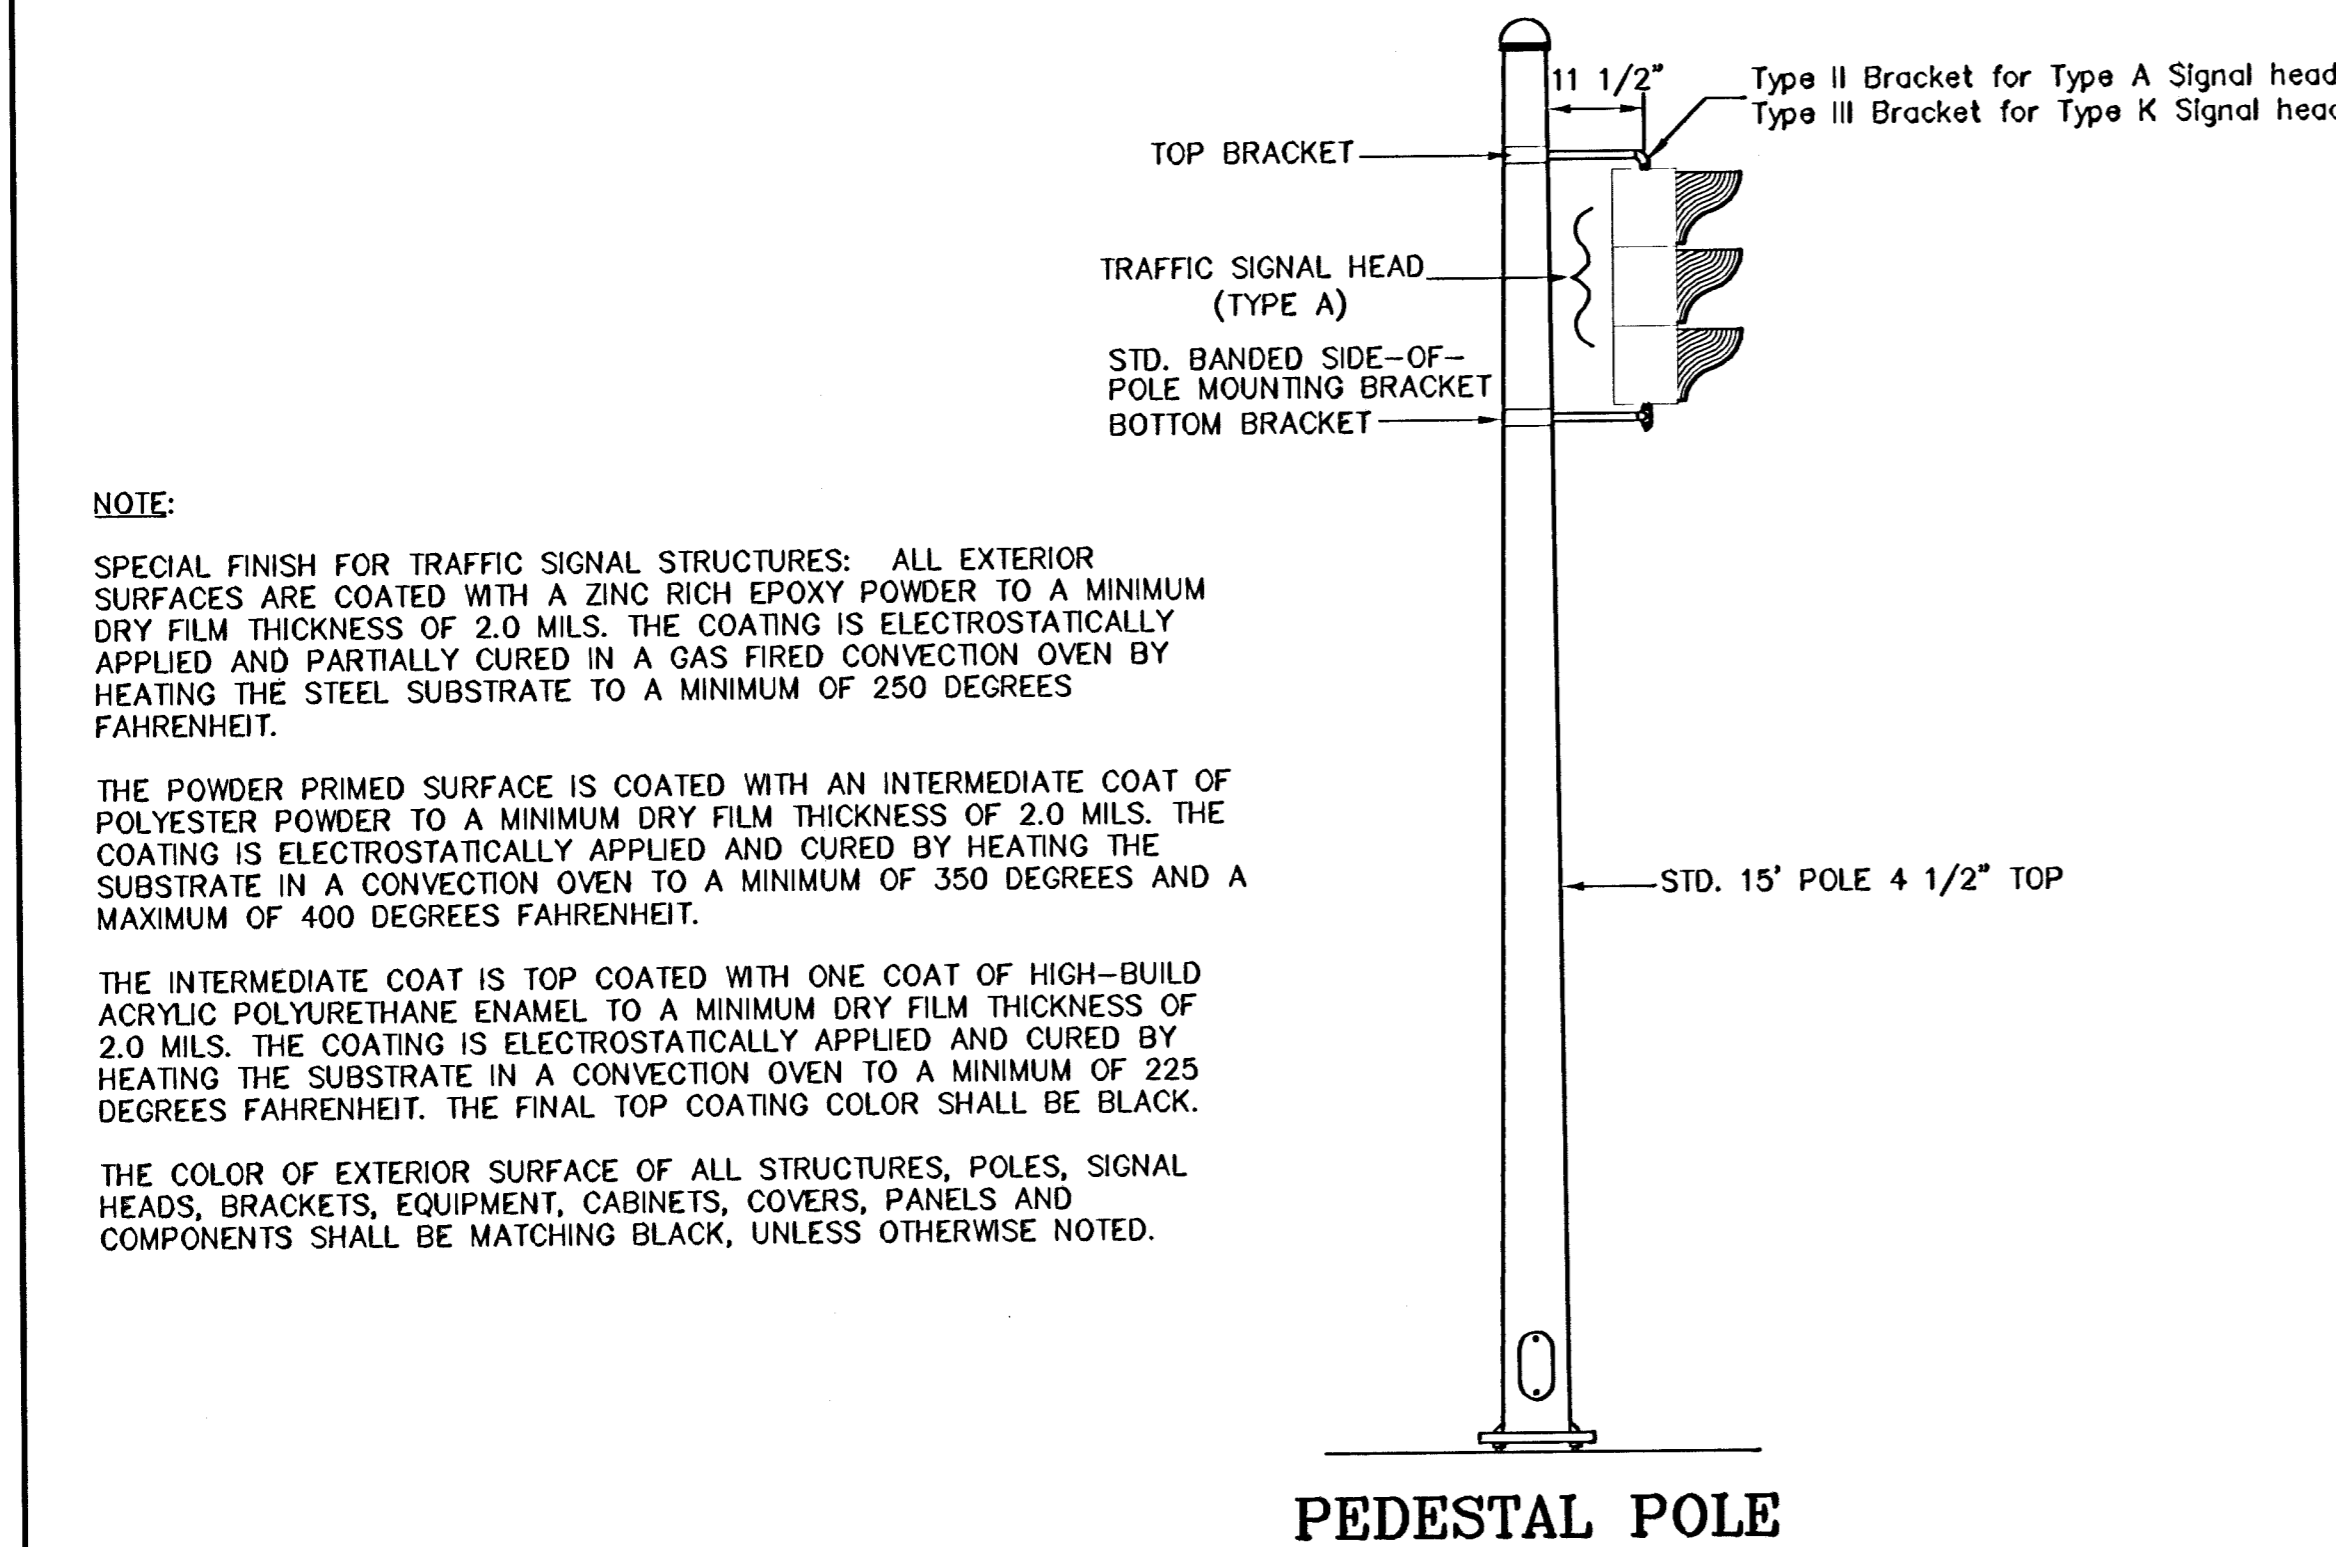 11 1/2"
Type II Bracket for Type A Signal head
Type III Bracket for Type K Signal
TOP BRACKET
TRAFFIC SIGNAL HEAD
(TYPE A)
STD. BANDED SIDE-OF-
POLE MOUNTING BRACKET
BOTTOM BRACKET
NOTE:
SPECIAL FINISH FOR TRAFFIC SIGNAL STRUCTURES: ALL EXTERIOR
SURFACES ARE COATED WITH A ZINC RICH EPOXY POWDER TO A MINIMUM
DRY FILM THICKNESS OF 2.0 MILS. THE COATING IS ELECTROSTATICALLY
APPLIED AND PARTIALLY CURED IN A GAS FIRED CONVECTION OVEN BY
HEATING THE STEEL SUBSTRATE TO A MINIMUM OF 250 DEGREES
FAHRENHEIT.
THE POWDER PRIMED SURFACE IS COATED WITH AN INTERMEDIATE COAT OF
POLYESTER POWDER TO A MINIMUM DRY FILM THICKNESS OF 2.0 MILS. THE
COATING IS ELECTROSTATICALLY APPLIED AND CURED BY HEATING THE
SUBSTRATE IN A CONVECTION OVEN TO A MINIMUM OF 350 DEGREES AND A
MAXIMUM OF 400 DEGREES FAHRENHEIT.
THE INTERMEDIATE COAT IS TOP COATED WITH ONE COAT OF HIGH-BUILD
ACRYLIC POLYURETHANE ENAMEL TO A MINIMUM DRY FILM THICKNESS OF
2.0 MILS. THE COATING IS ELECTROSTATICALLY APPLIED AND CURED BY
HEATING THE SUBSTRATE IN A CONVECTION OVEN TO A MINIMUM OF 225
DEGREES FAHRENHEIT. THE FINAL TOP COATING COLOR SHALL BE BLACK.
THE COLOR OF EXTERIOR SURFACE OF ALL STRUCTURES, POLES, SIGNAL
HEADS, BRACKETS, EQUIPMENT, CABINETS, COVERS, PANELS AND
COMPONENTS SHALL BE MATCHING BLACK, UNLESS OTHERWISE NOTED.
STD. 15' POLE 4 1/2" TOP
PEDESTAL POLE